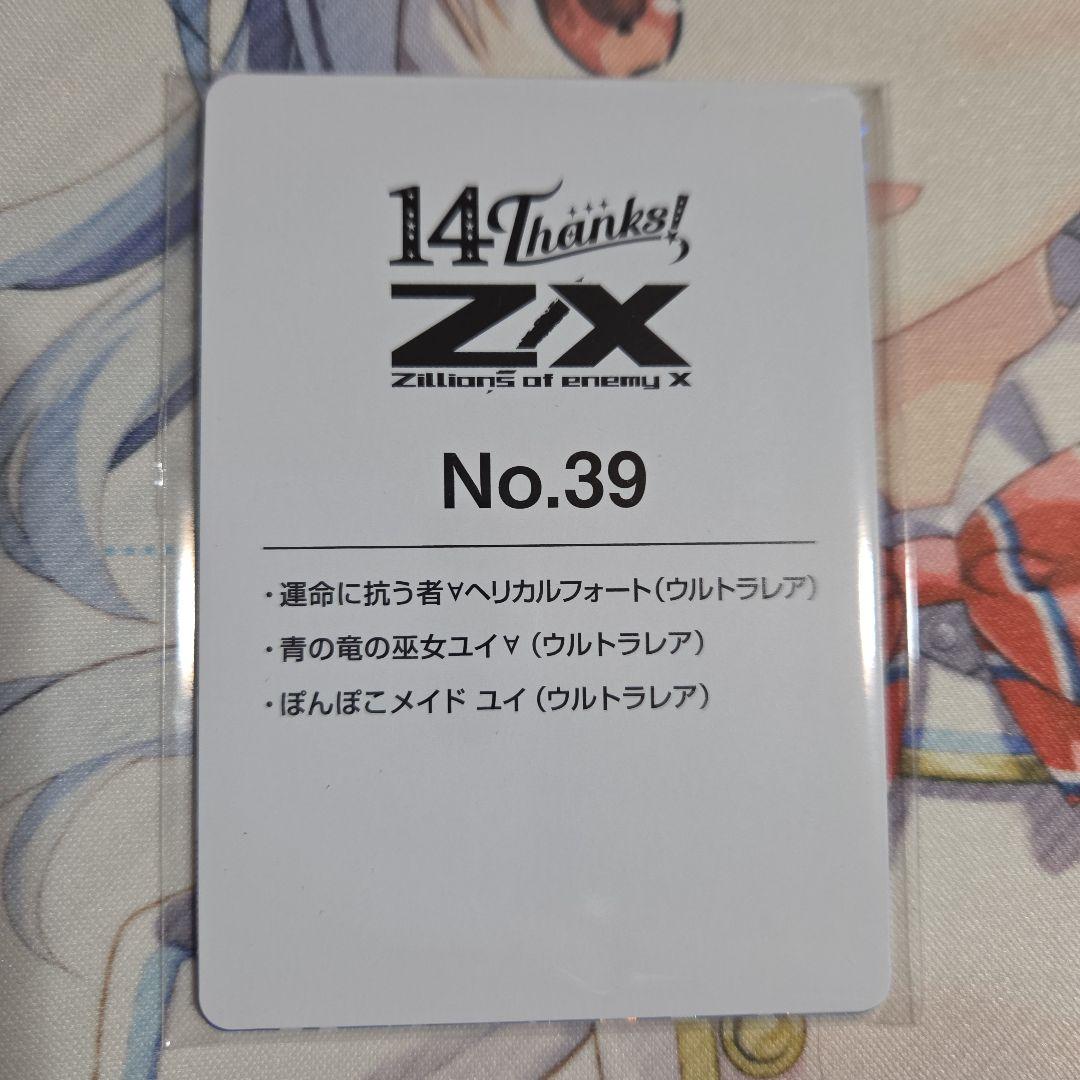 14 Thanks!
Z/X
Zillions of enemy X
No.39
・運命に抗う者∀ヘリカルフォート(ウルトラレア)
・青の竜の巫女ユイ∀ (ウルトラレア)
・ぽんぽこメイド ユイ (ウルトラレア)